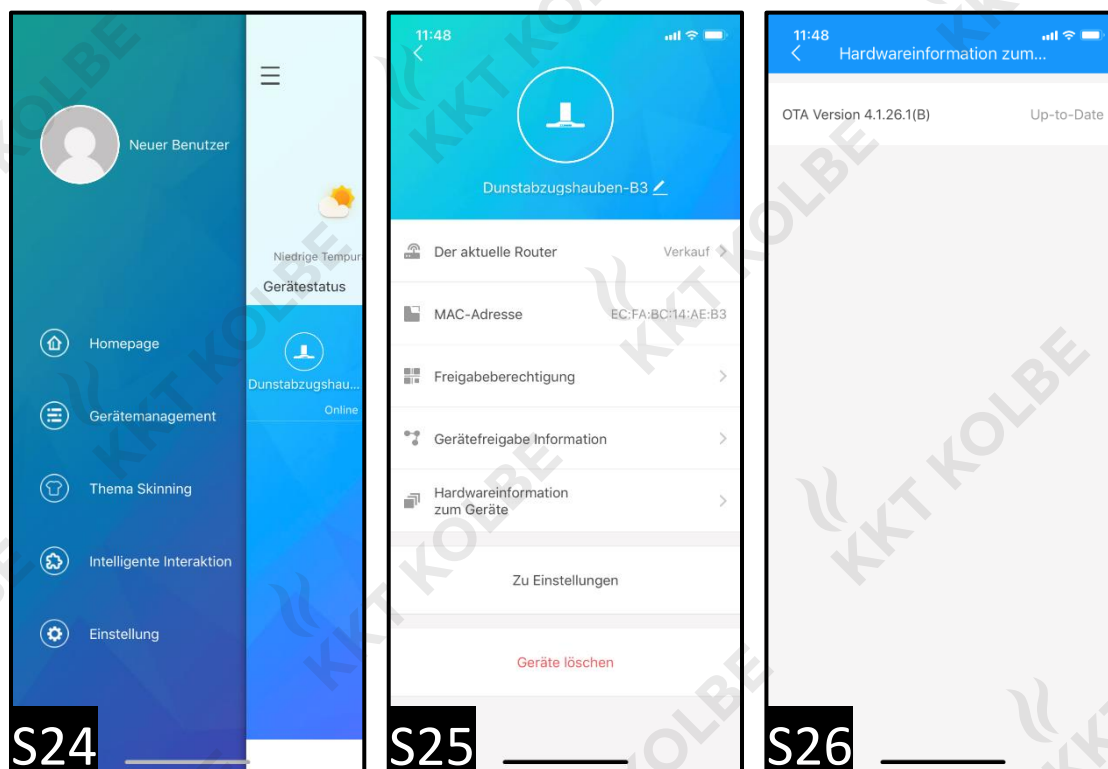 Neuer Benutzer
Niedrige Tempur
Gerätestatus
Homepage
Dunstabzugshau...
Online
Gerätemanagement
Thema Skinning
Intelligente Interaktion
Einstellung
S24
11:48
Dunstabzugshauben-B3
Der aktuelle Router
Verkauf
MAC-Adresse
EC:FA:BC:14:AE:B3
Freigabeberechtigung
Gerätefreigabe Information
Hardwareinformation
zum Geräte
Zu Einstellungen
Geräte löschen
S25
11:48
Hardwareinformation zum...
OTA Version 4.1.26.1(B)
Up-to-Date
S26
KKT KOLBE